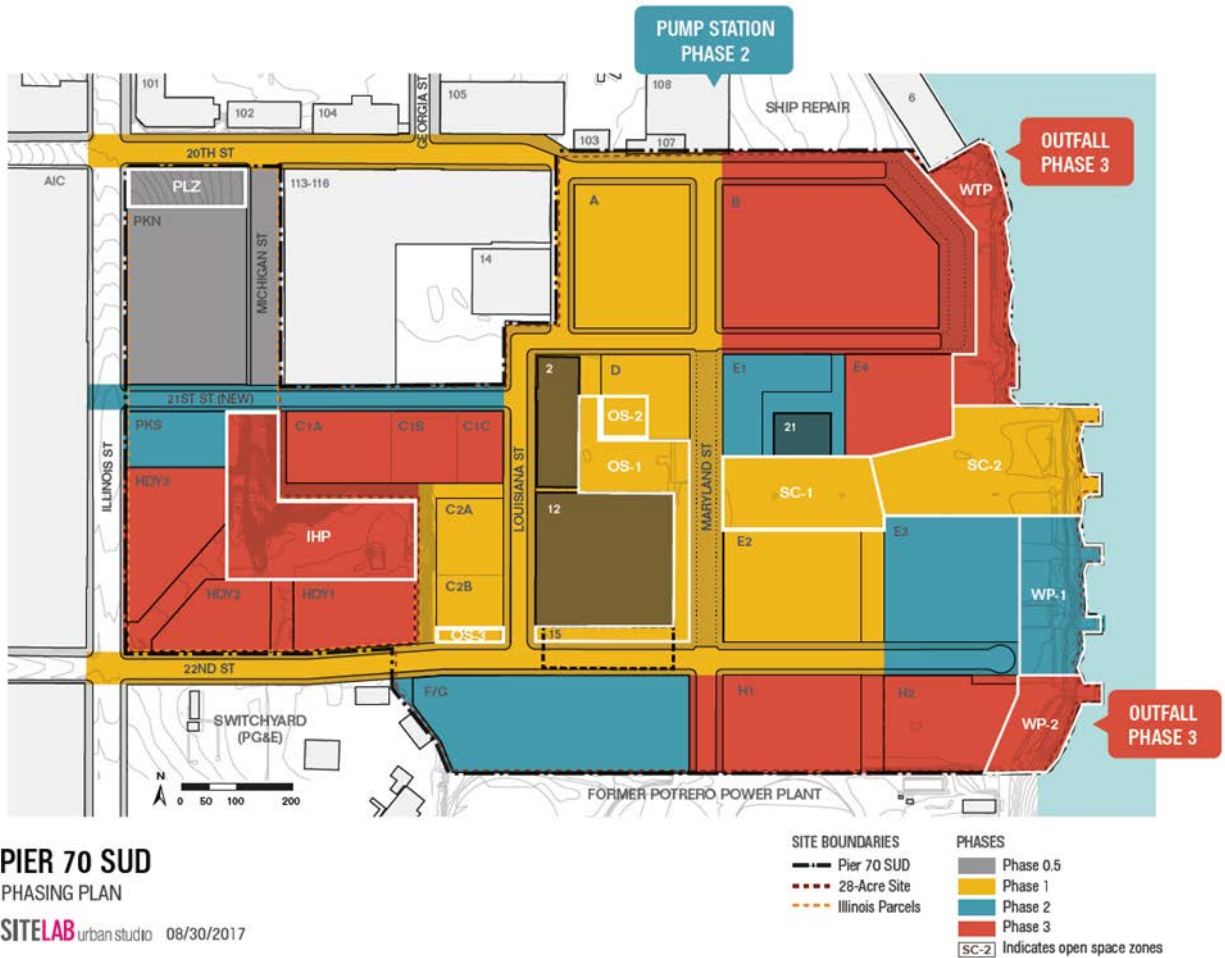 PUMP STATION
PHASE 2
101
102
104
GEORGIA ST
105
103
108
107
SHIP REPAIR
6
OUTFALL
PHASE 3
20TH ST
AIC
PLZ
PKN
MICHIGAN ST
113-116
14
A
B
WTP
21ST ST (NEW)
2
D
OS-2
E1
E4
21
PKS
C1A
C1B
C1C
ILLINOIS ST
LOUISIANA ST
MARYLAND ST
OS-1
SC-1
SC-2
HDY3
IHP
C2A
12
E2
E3
C2B
HDY2
HDY1
WP-1
OS-3
15
22ND ST
F/G
H1
H2
WP-2
OUTFALL
PHASE 3
SWITCHYARD
(PG&E)
N
0 50 100 200
FORMER POTRERO POWER PLANT
PIER 70 SUD
PHASING PLAN
SITELAB urban studio 08/30/2017
SITE BOUNDARIES
Pier 70 SUD
28-Acre Site
Illinois Parcels
PHASES
Phase 0.5
Phase 1
Phase 2
Phase 3
SC-2 Indicates open space zones